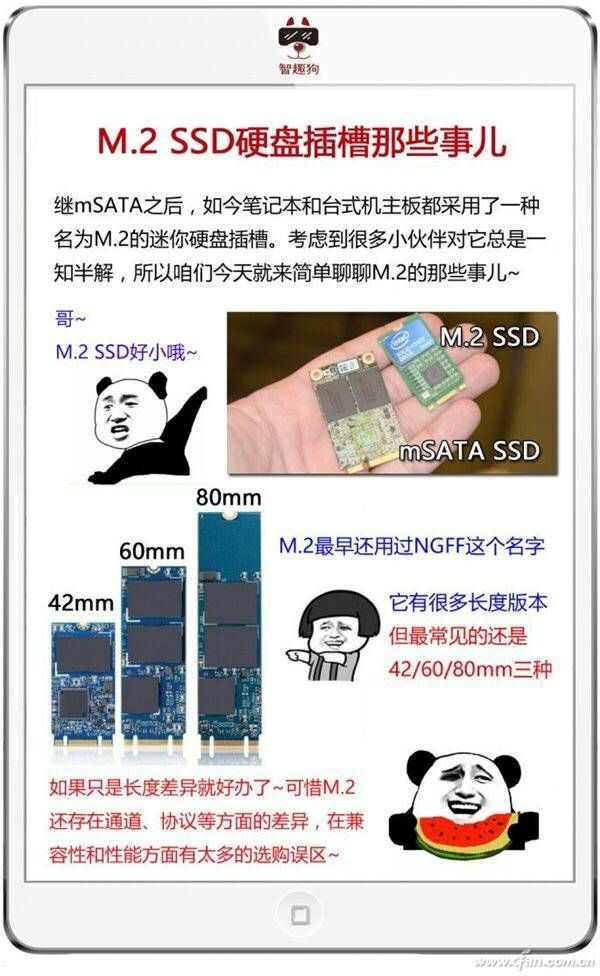 智趣狗
M.2 SSD硬盘插槽那些事儿
继mSATA之后，如今笔记本和台式机主板都采用了一种
名为M.2的迷你硬盘插槽。考虑到很多小伙伴对它总是一
知半解，所以咱们今天就来简单聊聊M.2的那些事儿~
哥~
M.2 SSD好小哦~
M.2 SSD
mSATA SSD
80mm
60mm
42mm
M.2最早还用过NGFF这个名字
它有很多长度版本
但最常见的还是
42/60/80mm三种
如果只是长度差异就好办了~可惜M.2
还存在通道、协议等方面的差异，在兼
容性和性能方面有太多的选购误区~
www.cfan.com.cn